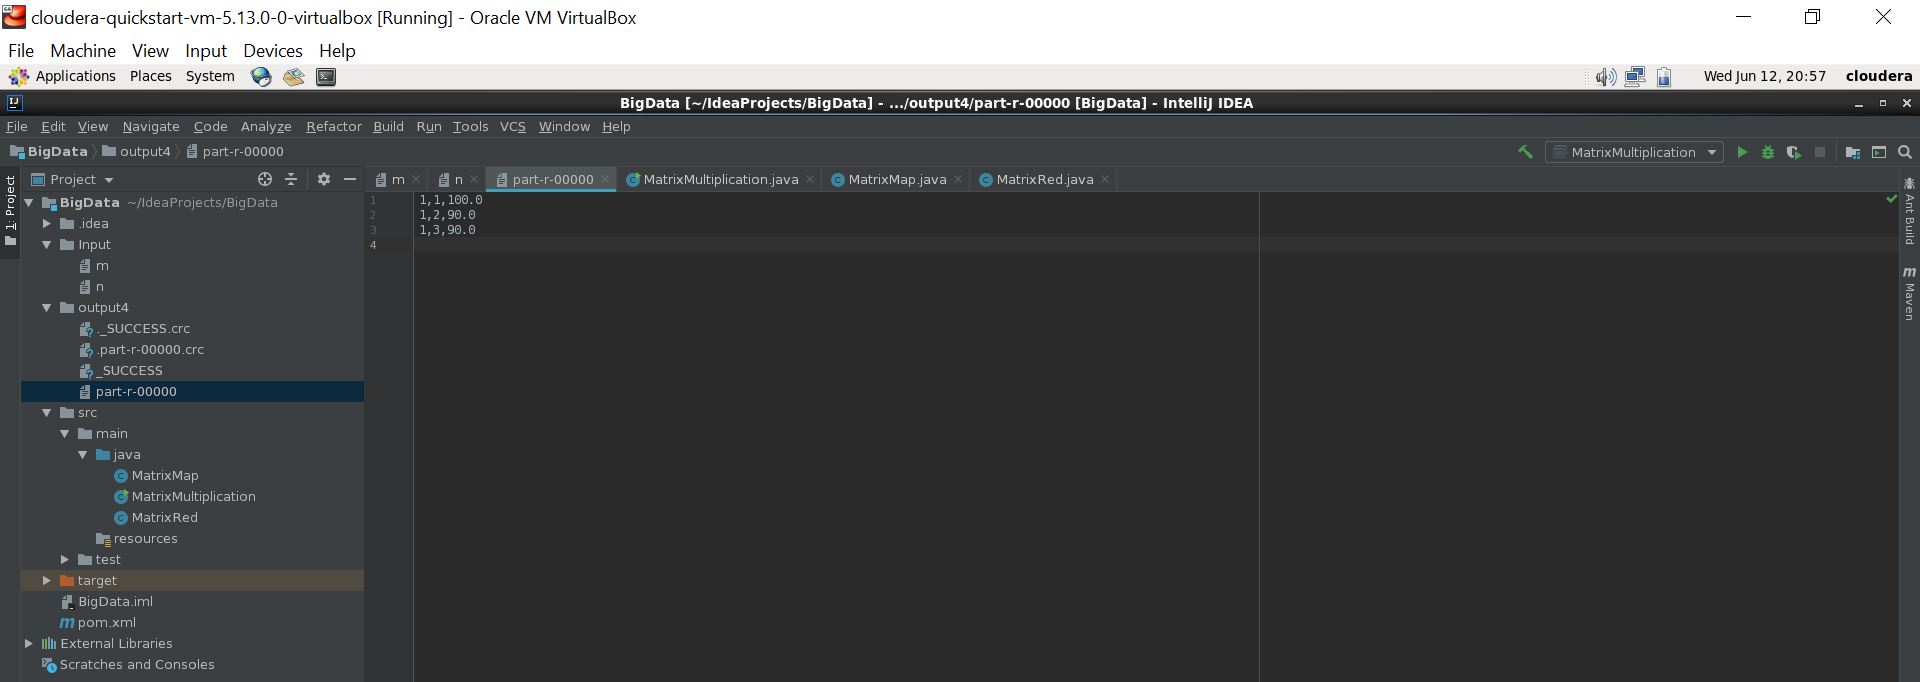 cloudera-quickstart-vm-5.13.0-0-virtualbox [Running] - Oracle VM VirtualBox
File Machine View Input Devices Help
Applications Places System Wed Jun 12, 20:57 cloudera
BigData [~/IdeaProjects/BigData] - .../output4/part-r-00000 [BigData] - IntelliJ IDEA
File Edit View Navigate Code Analyze Refactor Build Run Tools VCS Window Help
BigData output4 part-r-00000 MatrixMultiplication
1: Project
Project
m n part-r-00000 MatrixMultiplication.java MatrixMap.java MatrixRed.java
BigData ~/IdeaProjects/BigData
.idea
Input
m
n
output4
._SUCCESS.crc
.part-r-00000.crc
_SUCCESS
part-r-00000
src
main
java
MatrixMap
MatrixMultiplication
MatrixRed
resources
test
target
BigData.iml
pom.xml
External Libraries
Scratches and Consoles
1 1,1,100.0
2 1,2,90.0
3 1,3,90.0
4
Ant Build
m Maven